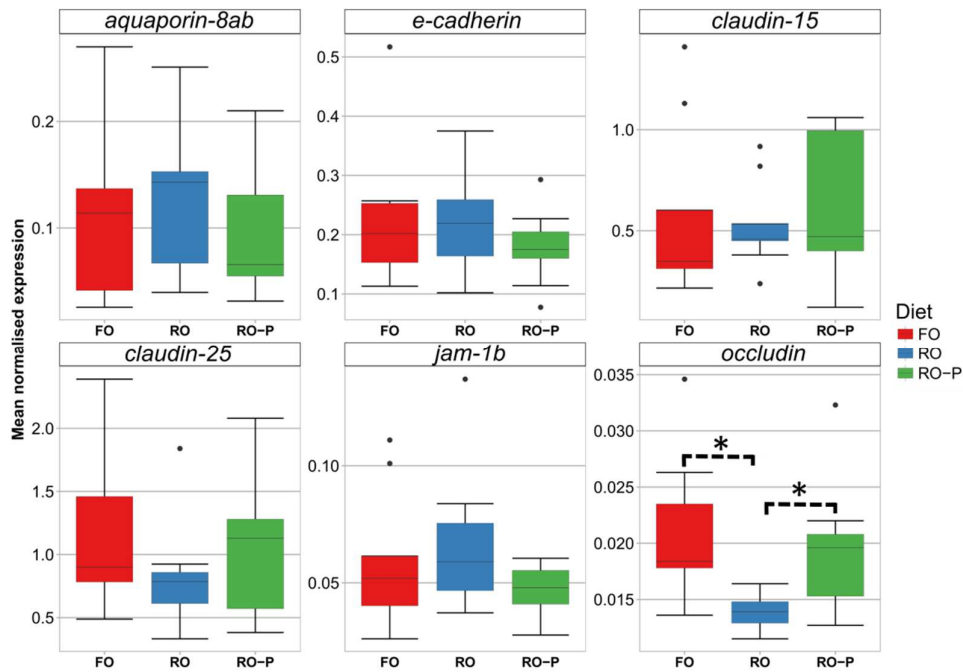 aquaporin-8ab
e-cadherin
claudin-15
0.2
0.1
FO RO RO-P
0.5
0.4
0.3
0.2
0.1
FO RO RO-P
1.0
0.5
FO RO RO-P
claudin-25
jam-1b
occludin
2.0
1.5
1.0
0.5
FO RO RO-P
0.10
0.05
FO RO RO-P
0.035
0.030
0.025
0.020
0.015
*
*
FO RO RO-P
Mean normalised expression
Diet
FO
RO
RO-P